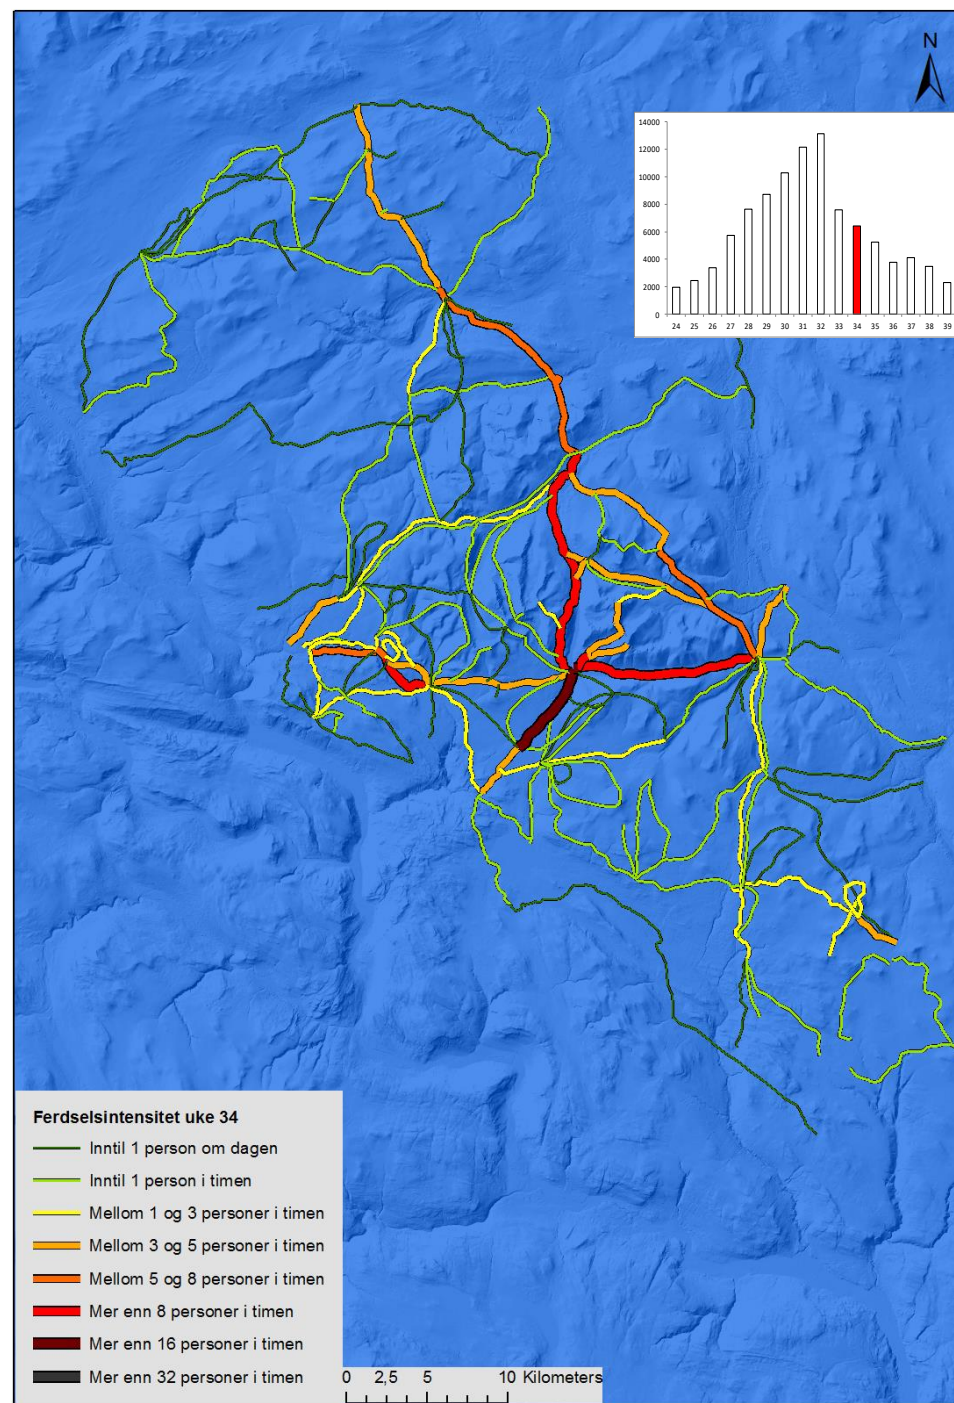 N
14000
12000
10000
8000
6000
4000
2000
0
24 25 26 27 28 29 30 31 32 33 34 35 36 37 38 39
Ferdselsintensitet uke 34
Inntil 1 person om dagen
Inntil 1 person i timen
Mellom 1 og 3 personer i timen
Mellom 3 og 5 personer i timen
Mellom 5 og 8 personer i timen
Mer enn 8 personer i timen
Mer enn 16 personer i timen
Mer enn 32 personer i timen
0 2,5 5 10 Kilometers